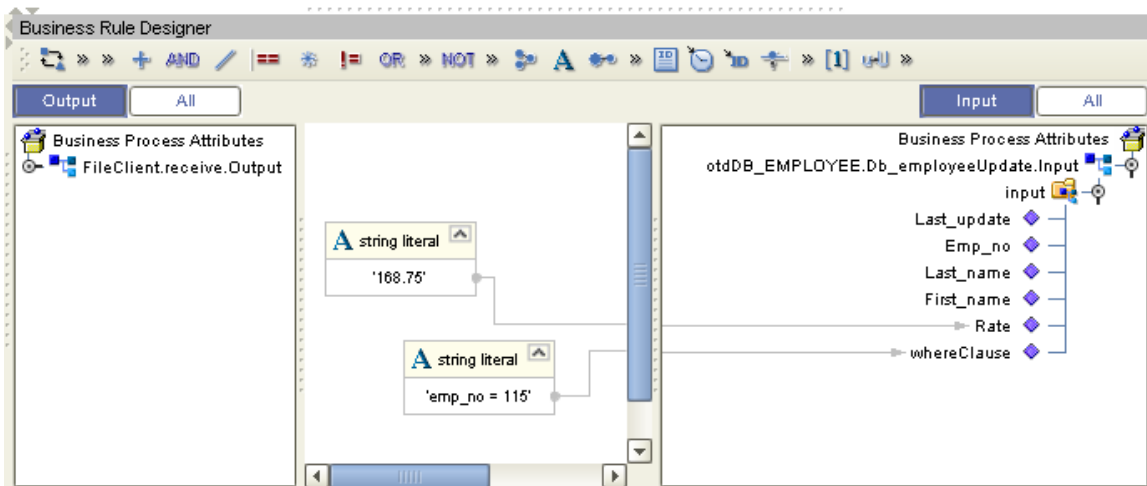 Business Rule Designer
» » AND == != OR » NOT » A » ID ID » [1] »
Output All Input All
Business Process Attributes
FileClient.receive.Output
Business Process Attributes
otdDB_EMPLOYEE.Db_employeeUpdate.Input
input
Last_update
Emp_no
Last_name
First_name
Rate
whereClause
A string literal
'168.75'
A string literal
'emp_no = 115'